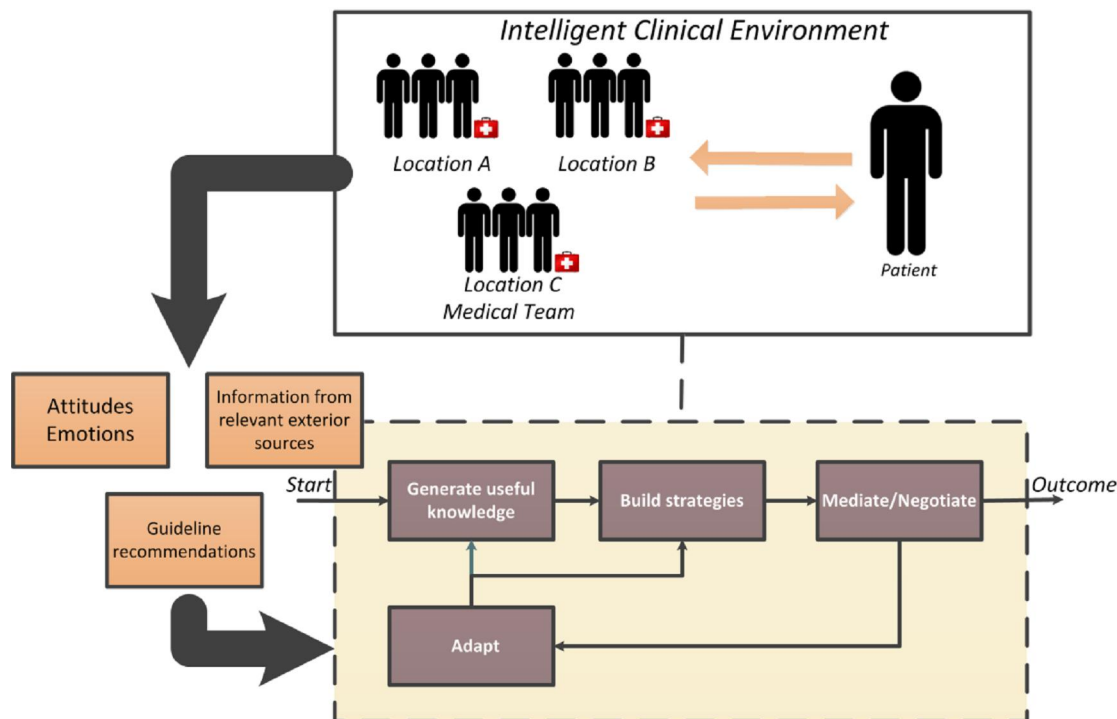 Intelligent Clinical Environment
Location A
Location B
Location C
Medical Team
Patient
Attitudes
Emotions
Information from
relevant exterior
sources
Guideline
recommendations
Start
Generate useful
knowledge
Build strategies
Mediate/Negotiate
Outcome
Adapt